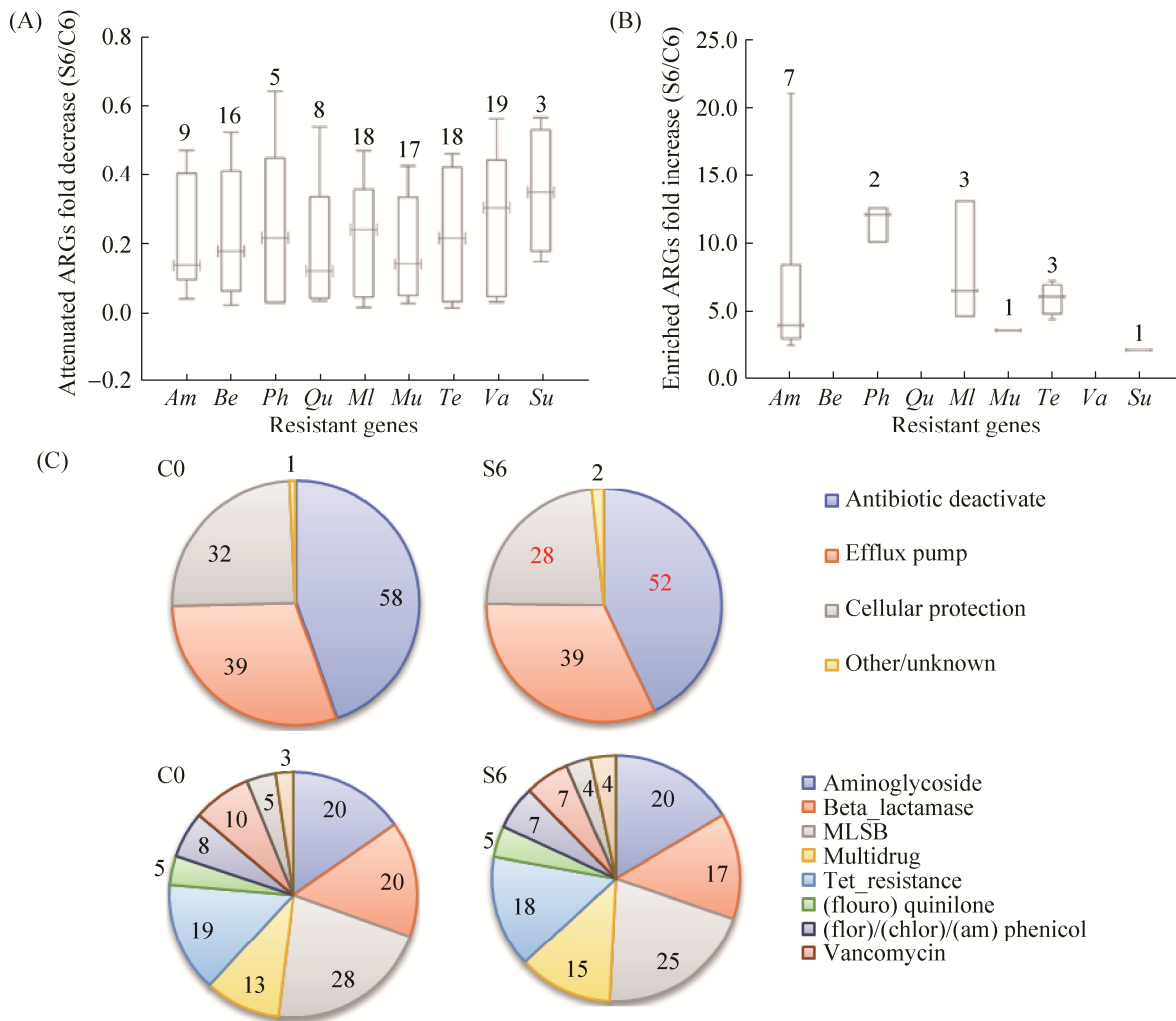 (A)
Attenuated ARGs fold decrease (S6/C6)
0.8
0.6
0.4
0.2
0.0
−0.2
9
16
5
8
18
17
18
19
3
Am Be Ph Qu Ml Mu Te Va Su
Resistant genes
(B)
Enriched ARGs fold increase (S6/C6)
25.0
20.0
15.0
10.0
5.0
0.0
7
2
3
1
3
1
Am Be Ph Qu Ml Mu Te Va Su
Resistant genes
(C)
C0
1
32
58
39
S6
2
28
52
39
Antibiotic deactivate
Efflux pump
Cellular protection
Other/unknown
C0
3
5
20
10
8
5
20
19
13
28
S6
4
4
20
7
7
5
17
18
15
25
Aminoglycoside
Beta_lactamase
MLSB
Multidrug
Tet_resistance
(flouro) quinilone
(flor)/(chlor)/(am) phenicol
Vancomycin